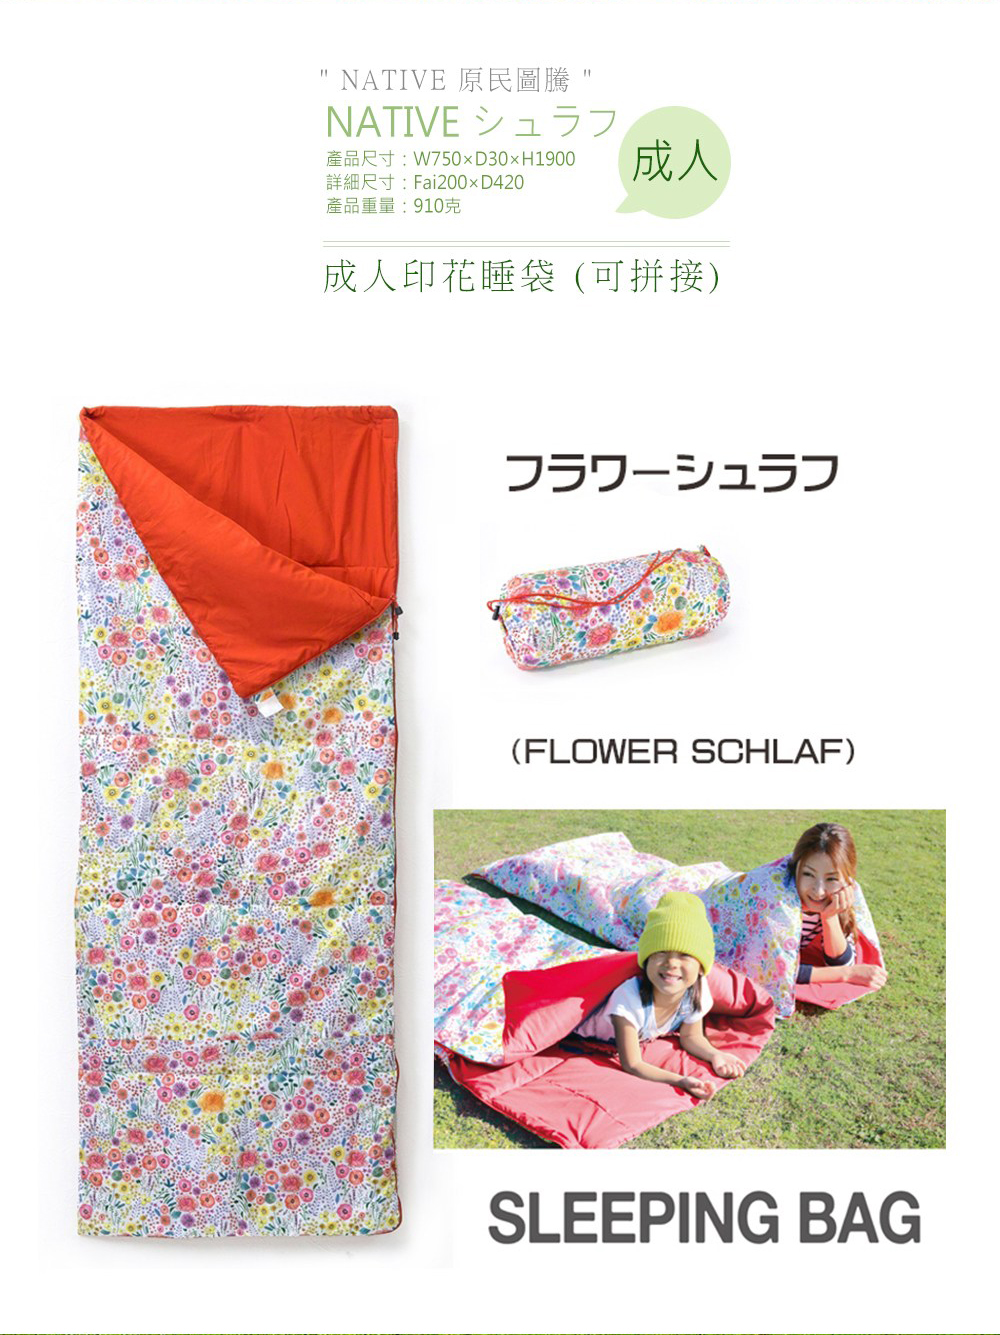 " NATIVE 原民圖騰 "
NATIVE シュラフ
成人
產品尺寸：W750×D30×H1900
詳細尺寸：Fai200×D420
產品重量：910克
成人印花睡袋 (可拼接)
フラワーシュラフ
(FLOWER SCHLAF)
SLEEPING BAG